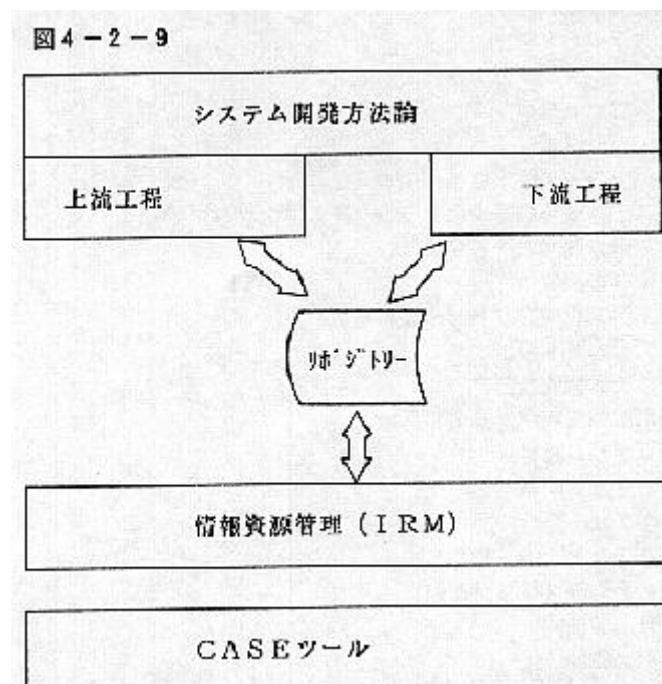 図4-2-9
システム開発方法論
上流工程
下流工程
ﾘﾎﾟｼﾞﾄﾘｰ
情報資源管理(IRM)
CASEツール